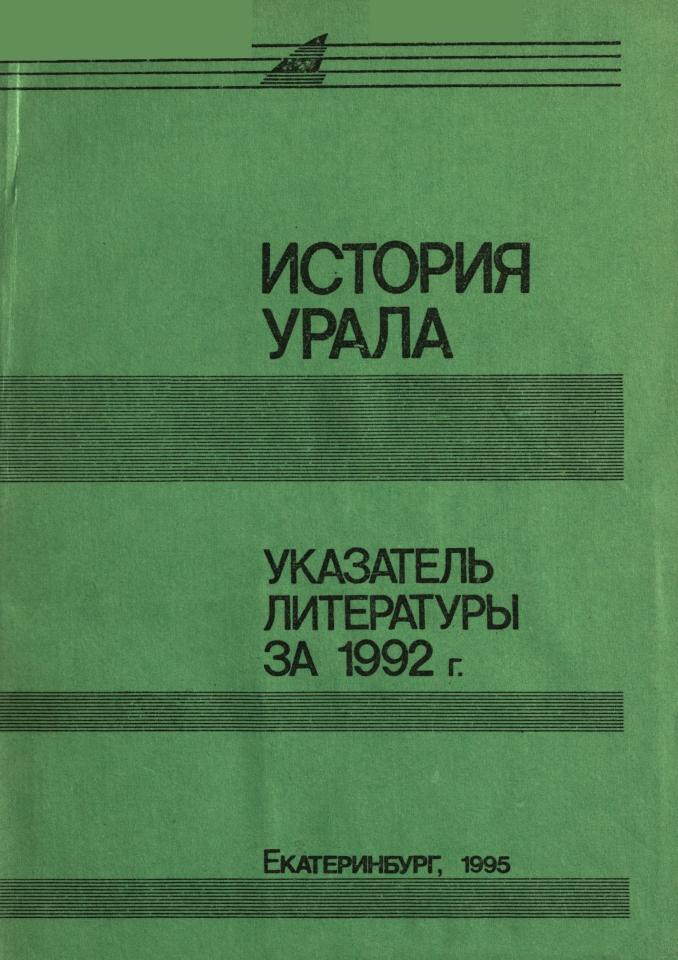 ИСТОРИЯ
УРАЛА
УКАЗАТЕЛЬ
ЛИТЕРАТУРЫ
ЗА 1992 г.
ЕКАТЕРИНБУРГ, 1995